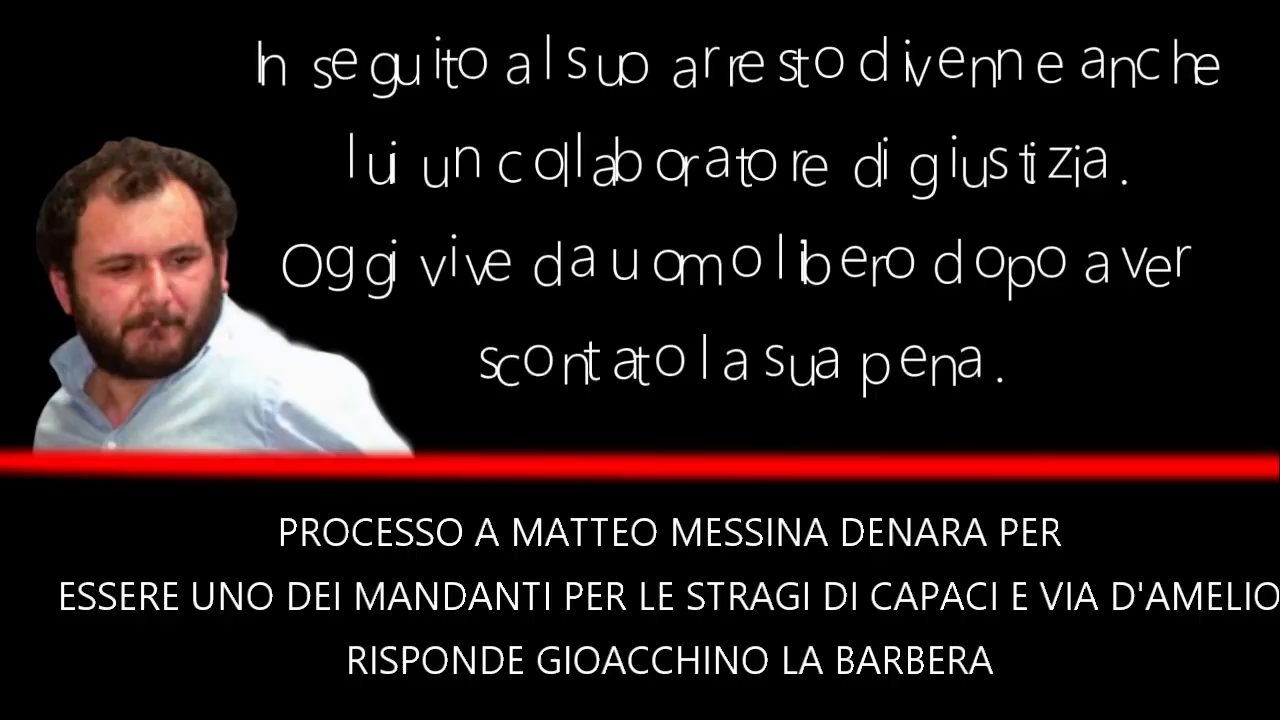 In seguito al suo arresto divenne anche
lui un collaboratore di giustizia.
Oggi vive da uomo libero dopo aver
scontato la sua pena.
PROCESSO A MATTEO MESSINA DENARA PER
ESSERE UNO DEI MANDANTI PER LE STRAGI DI CAPACI E VIA D'AMELIO
RISPONDE GIOACCHINO LA BARBERA